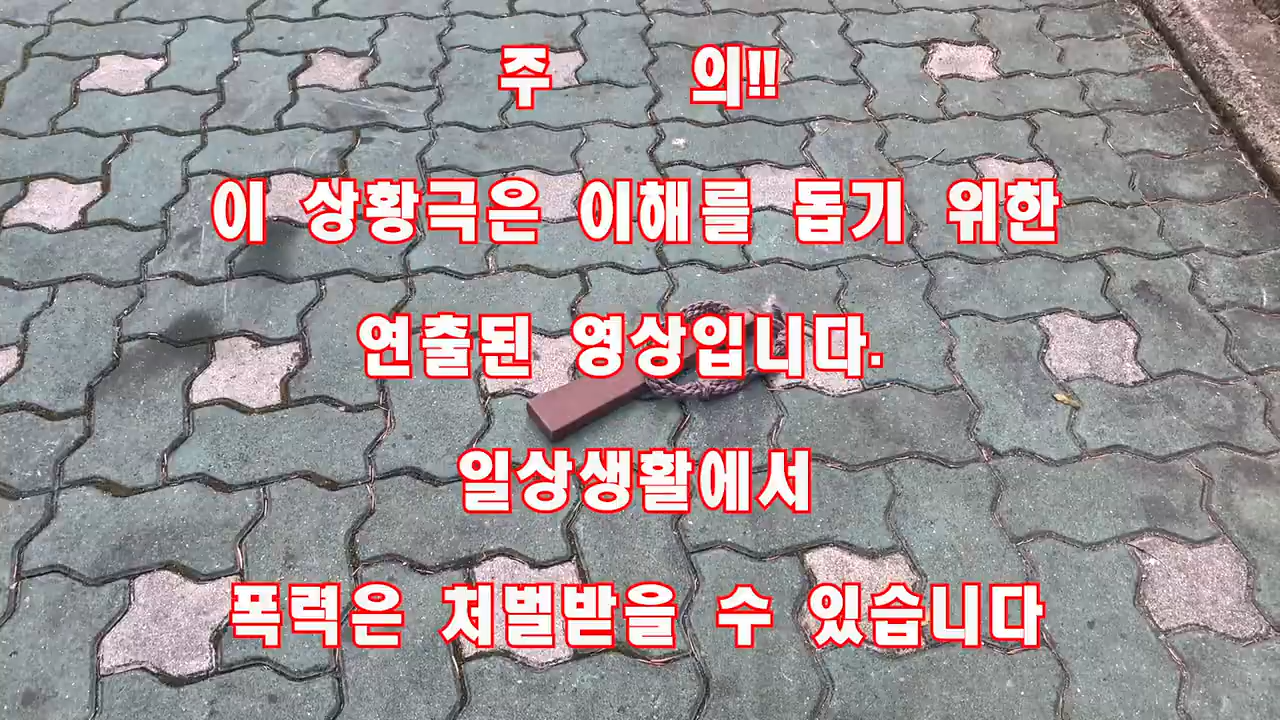 주 의!!
이 상황극은 이해를 돕기 위한
연출된 영상입니다.
일상생활에서
폭력은 처벌받을 수 있습니다